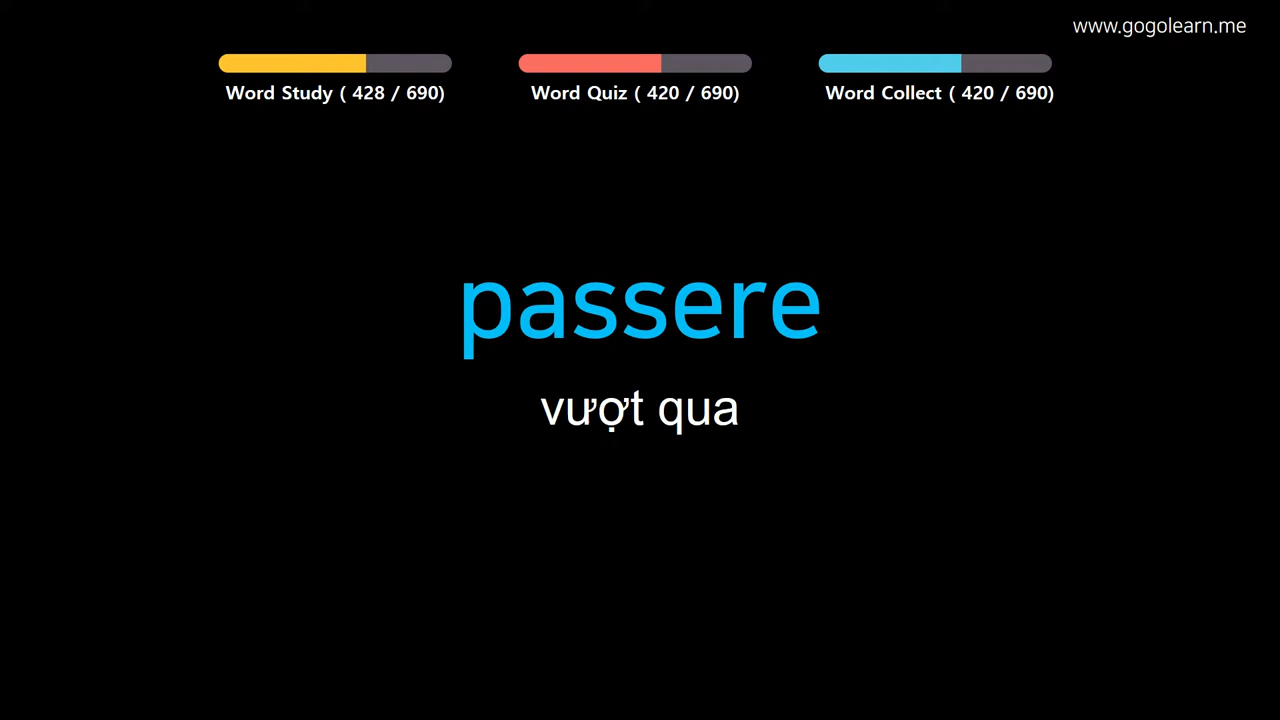 www.gogolearn.me
Word Study ( 428 / 690)
Word Quiz ( 420 / 690)
Word Collect ( 420 / 690)
passere
vượt qua